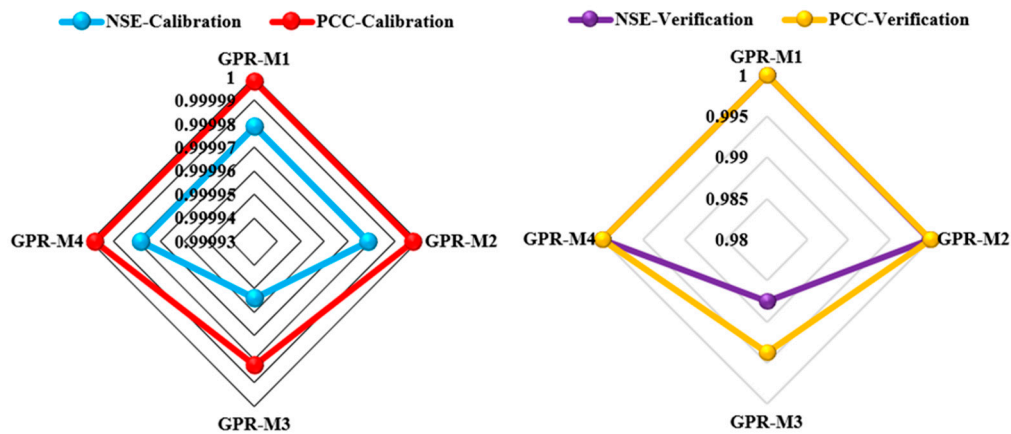 NSE-Calibration PCC-Calibration
GPR-M1
1
0.99999
0.99998
0.99997
0.99996
0.99995
0.99994
0.99993
GPR-M4
GPR-M2
GPR-M3
NSE-Verification PCC-Verification
GPR-M1
1
0.995
0.99
0.985
0.98
GPR-M4
GPR-M2
GPR-M3